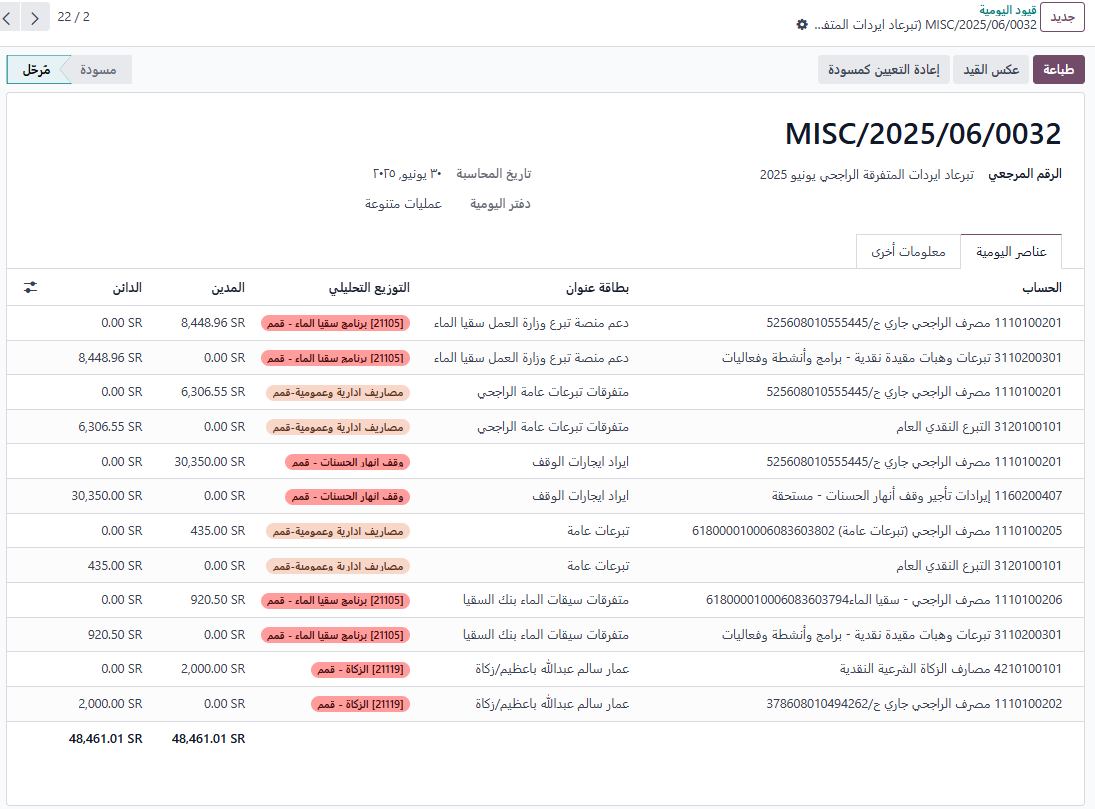 جديد
قيود اليومية
MISC/2025/06/0032 (تبرعاد ايردات المتف...
22 / 2
طباعة
عكس القيد
إعادة التعيين كمسودة
مسودة
مُرحّل
MISC/2025/06/0032
الرقم المرجعي تبرعاد ايردات المتفرقة الراجحي يونيو 2025
تاريخ المحاسبة ٣٠ يونيو, ٢٠٢٥
دفتر اليومية عمليات متنوعة
عناصر اليومية
معلومات أخرى
الحساب بطاقة عنوان التوزيع التحليلي المدين الدائن
1110100201 مصرف الراجحي جاري ح/525608010555445 دعم منصة تبرع وزارة العمل سقيا الماء [21105] برنامج سقيا الماء - قمم 8,448.96 SR 0.00 SR
3110200301 تبرعات وهبات مقيدة نقدية - برامج وأنشطة وفعاليات دعم منصة تبرع وزارة العمل سقيا الماء [21105] برنامج سقيا الماء - قمم 0.00 SR 8,448.96 SR
1110100201 مصرف الراجحي جاري ح/525608010555445 متفرقات تبرعات عامة الراجحي مصاريف ادارية وعمومية-قمم 6,306.55 SR 0.00 SR
3120100101 التبرع النقدي العام متفرقات تبرعات عامة الراجحي مصاريف ادارية وعمومية-قمم 0.00 SR 6,306.55 SR
1110100201 مصرف الراجحي جاري ح/525608010555445 ايراد ايجارات الوقف وقف انهار الحسنات - قمم 30,350.00 SR 0.00 SR
1160200407 إيرادات تأجير وقف أنهار الحسنات - مستحقة ايراد ايجارات الوقف وقف انهار الحسنات - قمم 0.00 SR 30,350.00 SR
1110100205 مصرف الراجحي (تبرعات عامة) 618000010006083603802 تبرعات عامة مصاريف ادارية وعمومية-قمم 435.00 SR 0.00 SR
3120100101 التبرع النقدي العام تبرعات عامة مصاريف ادارية وعمومية-قمم 0.00 SR 435.00 SR
1110100206 مصرف الراجحي - سقيا الماء618000010006083603794 متفرقات سيقات الماء بنك السقيا [21105] برنامج سقيا الماء - قمم 920.50 SR 0.00 SR
3110200301 تبرعات وهبات مقيدة نقدية - برامج وأنشطة وفعاليات متفرقات سيقات الماء بنك السقيا [21105] برنامج سقيا الماء - قمم 0.00 SR 920.50 SR
4210100101 مصارف الزكاة الشرعية النقدية عمار سالم عبدالله باعظيم/زكاة [21119] الزكاة - قمم 2,000.00 SR 0.00 SR
1110100202 مصرف الراجحي جاري ح/378608010494262 عمار سالم عبدالله باعظيم/زكاة [21119] الزكاة - قمم 0.00 SR 2,000.00 SR
48,461.01 SR 48,461.01 SR